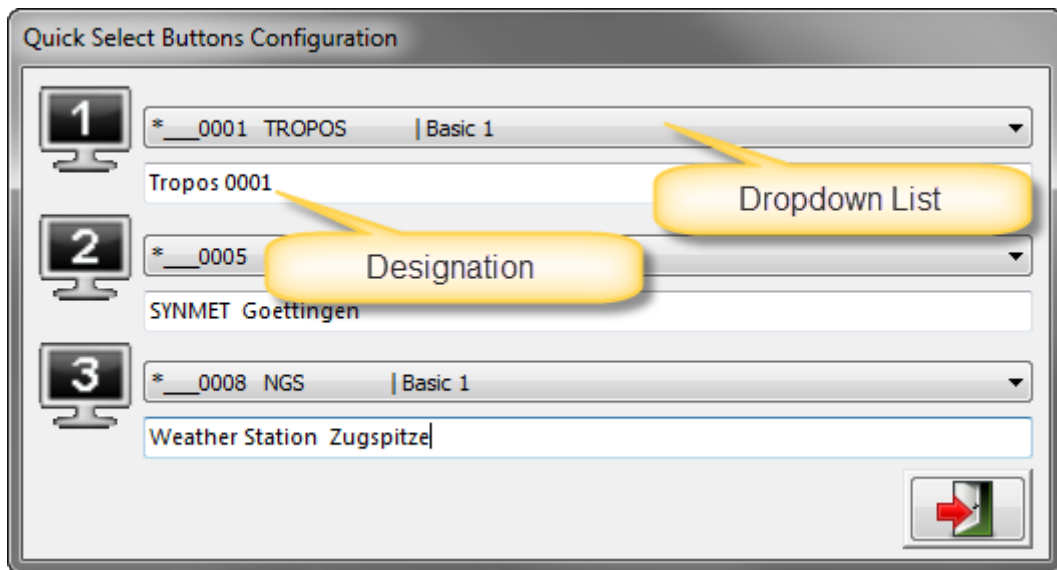 Quick Select Buttons Configuration
1
*___0001 TROPOS | Basic 1
Tropos 0001
Dropdown List
2
*___0005
Designation
SYNMET Goettingen
3
*___0008 NGS | Basic 1
Weather Station Zugspitze